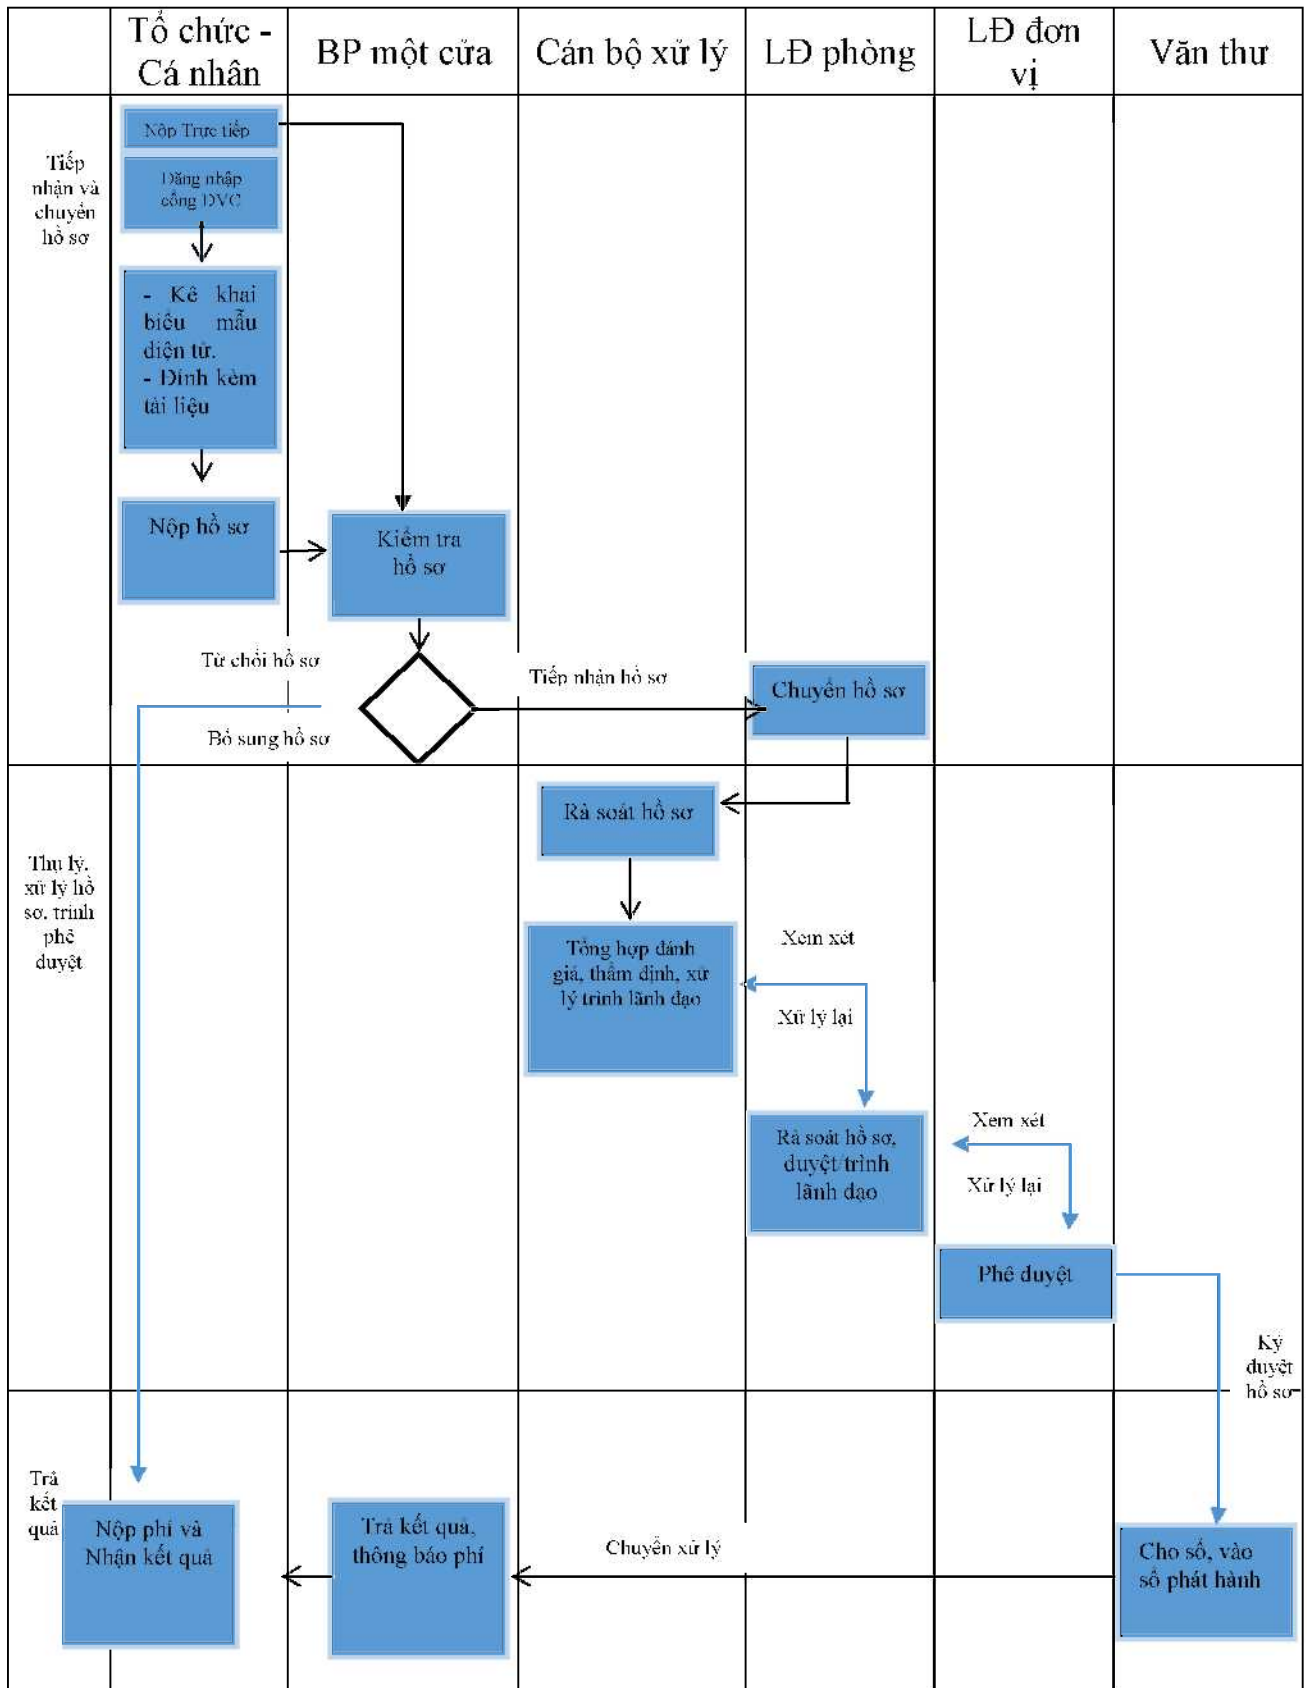 Tổ chức -
Cá nhân
BP một cửa
Cán bộ xử lý
LĐ phòng
LĐ đơn
vị
Văn thư
Tiếp
nhận và
chuyển
hồ sơ
Nộp Trực tiếp
Đăng nhập
cổng DVC
- Kê khai
biểu mẫu
điện tử.
- Đính kèm
tài liệu
Nộp hồ sơ
Kiểm tra
hồ sơ
Từ chối hồ sơ
Bổ sung hồ sơ
Tiếp nhận hồ sơ
Chuyển hồ sơ
Thụ lý,
xử lý hồ
sơ, trình
phê
duyệt
Rà soát hồ sơ
Tổng hợp đánh
giá, thẩm định, xử
lý trình lãnh đạo
Xem xét
Xử lý lại
Rà soát hồ sơ,
duyệt/trình
lãnh đạo
Xem xét
Xử lý lại
Phê duyệt
Ký
duyệt
hồ sơ
Trả
kết
quả
Nộp phí và
Nhận kết quả
Trả kết quả,
thông báo phí
Chuyển xử lý
Cho số, vào
sổ phát hành